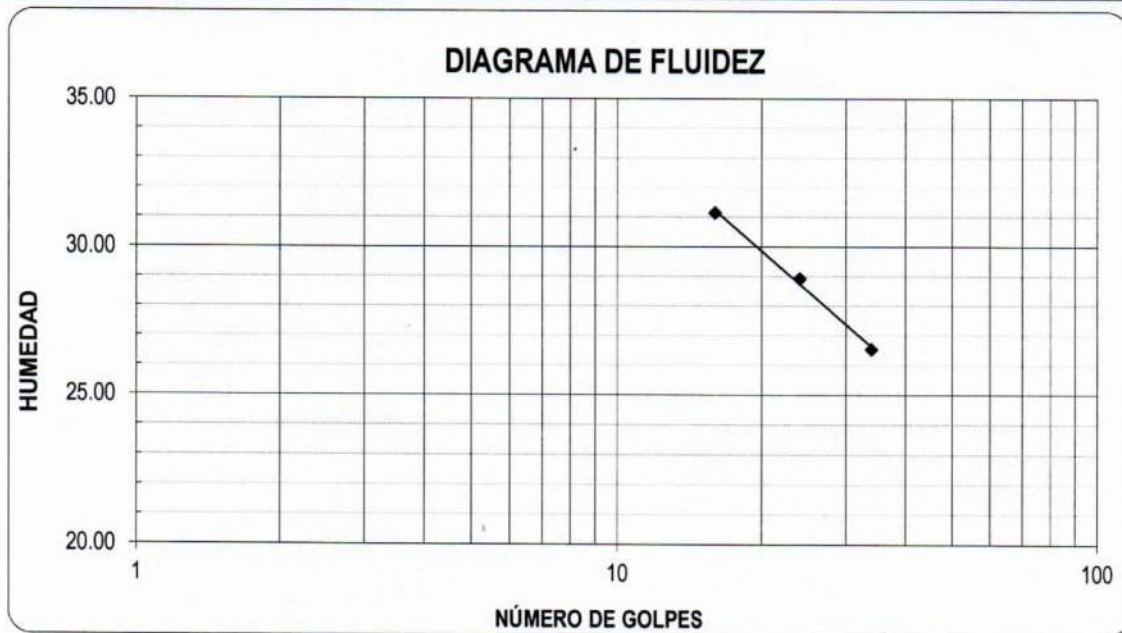 DIAGRAMA DE FLUIDEZ
35.00
30.00
25.00
20.00
HUMEDAD
1 10 100
NÚMERO DE GOLPES